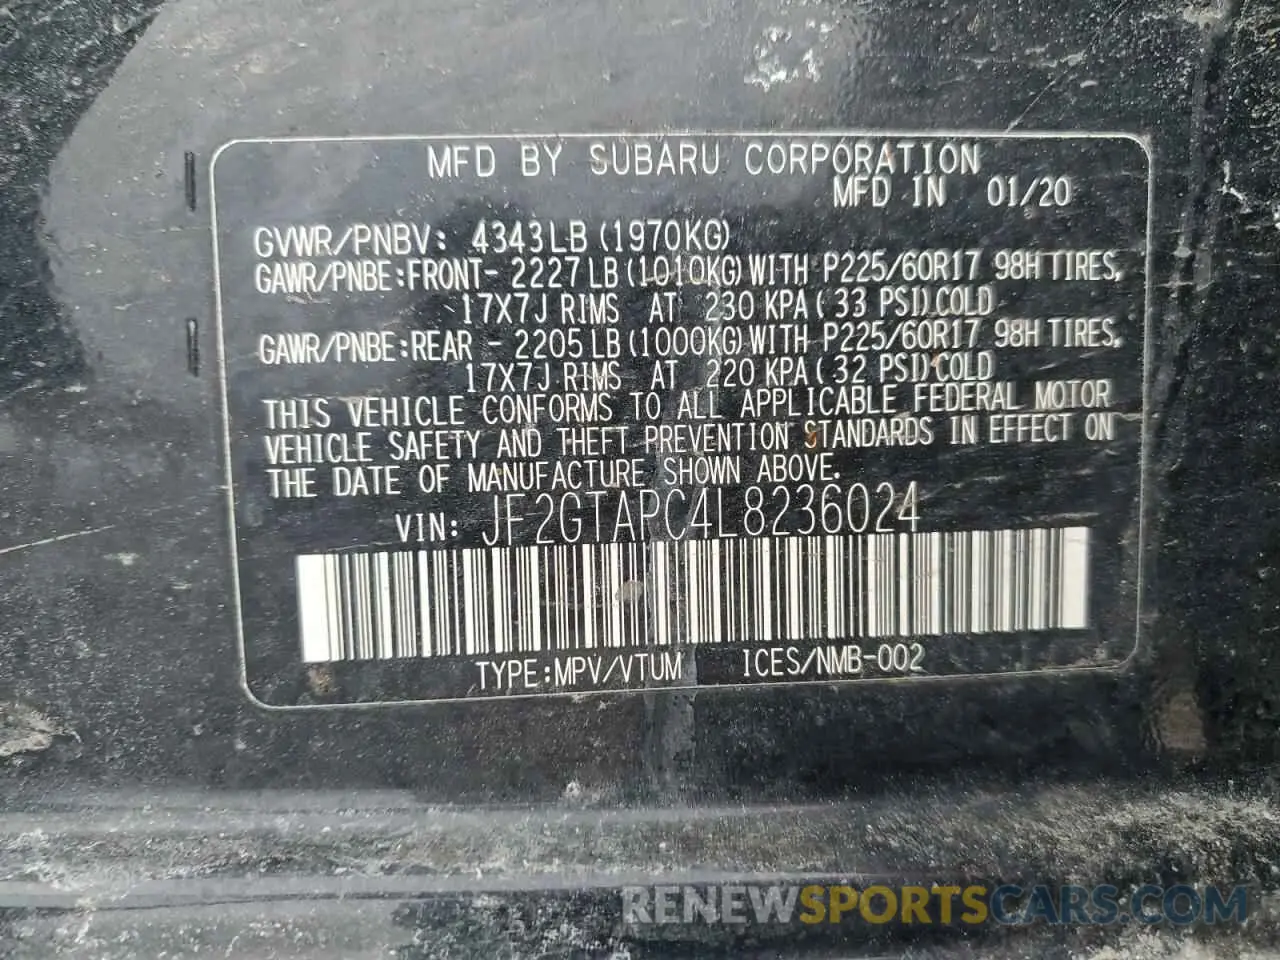 MFD BY SUBARU CORPORATION
MFD IN 01/20
GVWR/PNBV: 4343LB (1970KG)
GAWR/PNBE:FRONT- 2227LB (1010KG) WITH P225/60R17 98H TIRES,
17X7J RIMS AT 230 KPA ( 33 PSI) COLD
GAWR/PNBE:REAR - 2205LB (1000KG) WITH P225/60R17 98H TIRES,
17X7J RIMS AT 220 KPA ( 32 PSI) COLD
THIS VEHICLE CONFORMS TO ALL APPLICABLE FEDERAL MOTOR
VEHICLE SAFETY AND THEFT PREVENTION STANDARDS IN EFFECT ON
THE DATE OF MANUFACTURE SHOWN ABOVE.
VIN: JF2GTAPC4L8236024
TYPE:MPV/VTUM ICES/NMB-002
RENEWSPORTSCARS.COM